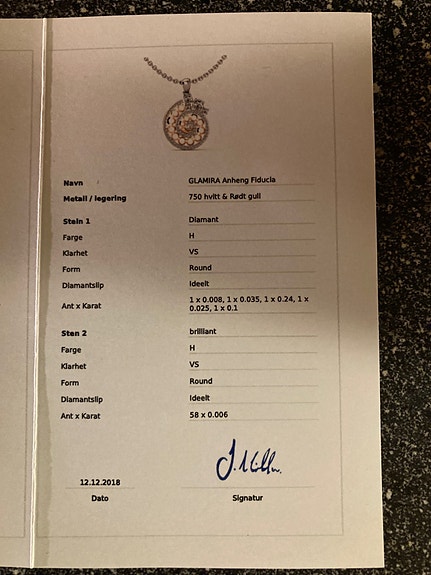 Navn GLAMIRA Anheng Fiducia
Metall / legering 750 hvitt & Rødt gull
Stein 1 Diamant
Farge H
Klarhet VS
Form Round
Diamantslip Ideelt
Ant x Karat 1 x 0.008, 1 x 0.035, 1 x 0.24, 1 x
0.025, 1 x 0.1
Sten 2 brilliant
Farge H
Klarhet VS
Form Round
Diamantslip Ideelt
Ant x Karat 58 x 0.006
12.12.2018
Dato Signatur